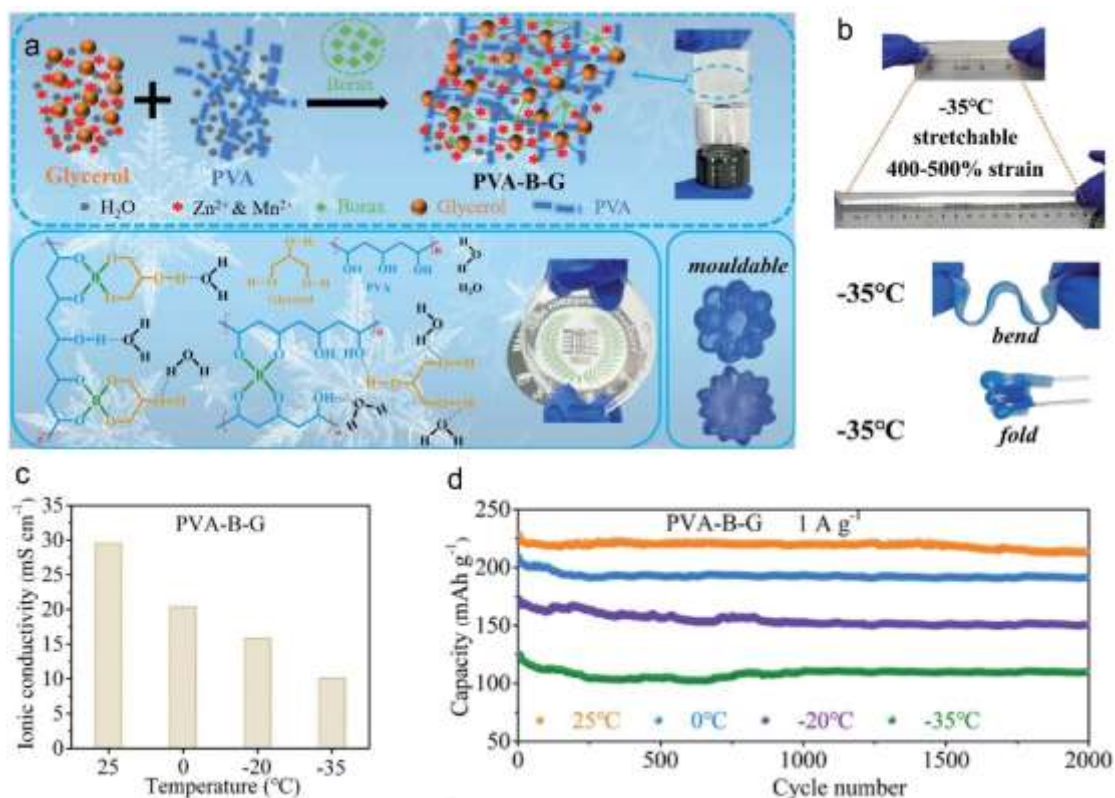 a
Borax
Glycerol
PVA
PVA-B-G
H₂O
Zn²⁺ & Mn²⁺
Borax
Glycerol
PVA
Glycerol
PVA
H₂O
mouldable
b
-35℃
stretchable
400-500% strain
-35℃
bend
-35℃
fold
c
PVA-B-G
Ionic conductivity (mS cm⁻¹)
35
30
25
20
15
10
5
0
25
0
-20
-35
Temperature (℃)
d
PVA-B-G 1 A g⁻¹
Capacity (mAh g⁻¹)
250
200
150
100
50
25℃
0℃
-20℃
-35℃
0
500
1000
1500
2000
Cycle number